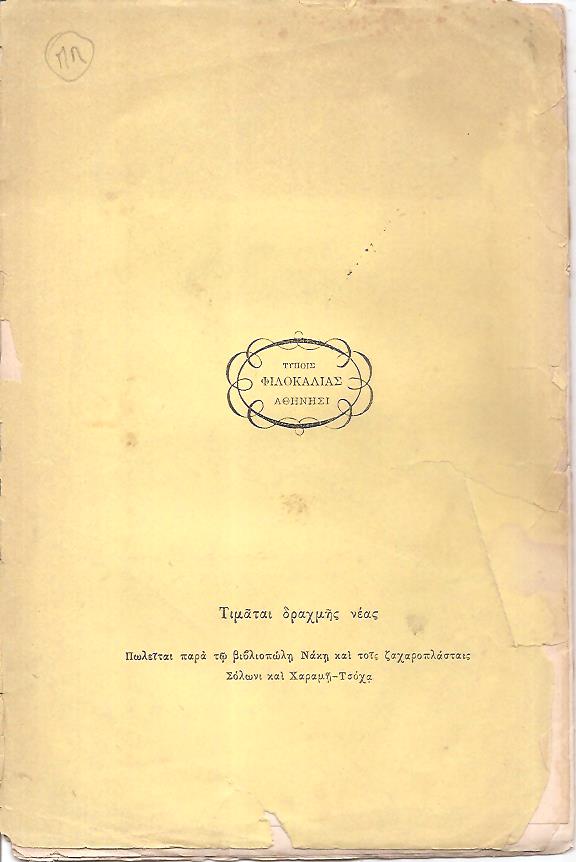 ΤΥΠΟΙΣ
ΦΙΛΟΚΑΛΙΑΣ
ΑΘΗΝΗΣΙ
Τιμᾶται δραχμῆς νέας
Πωλεῖται παρὰ τῷ βιβλιοπώλῃ Νάκῃ καὶ τοῖς ζαχαροπλάσταις
Σόλωνι καὶ Χαραμῆ-Τσόχᾳ